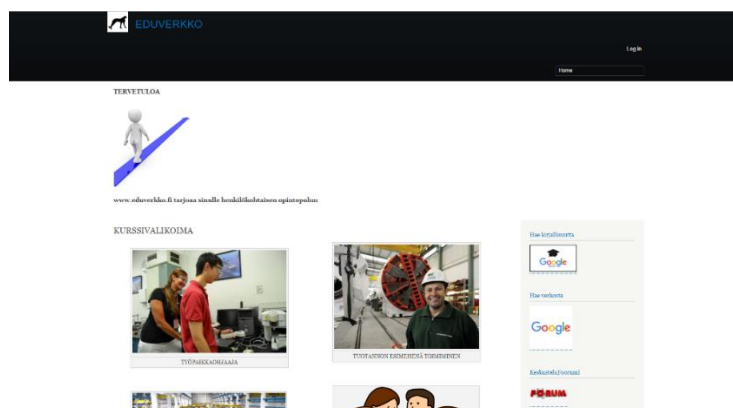 EDUVERKKO
Log in
Home
TERVETULOA
www.eduverkko.fi tarjoaa sinulle henkilökohtaisen opintopolun
KURSSIVALIKOIMA
TYÖPAIKKAOHJAAJA
TUOTANNON ESIMIEHENÄ TOIMIMINEN
Hae kirjallisuutta
Google
Hae verkosta
Google
Keskustelufoorumi
FORUM